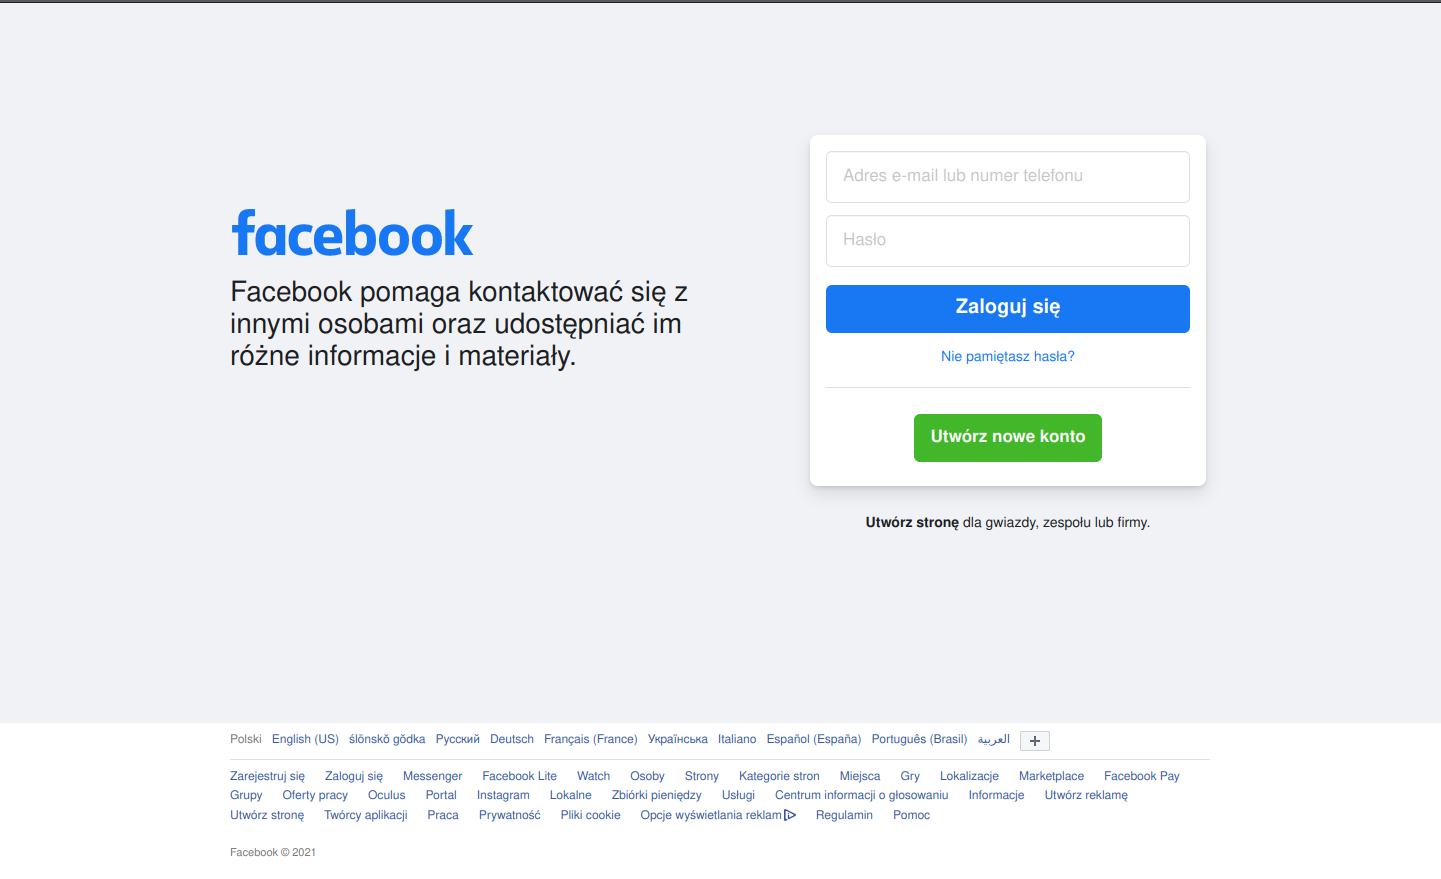 facebook
Facebook pomaga kontaktować się z
innymi osobami oraz udostępniać im
różne informacje i materiały.
Adres e-mail lub numer telefonu
Hasło
Zaloguj się
Nie pamiętasz hasła?
Utwórz nowe konto
Utwórz stronę dla gwiazdy, zespołu lub firmy.
Polski English (US) ślōnskŏ gŏdka Русский Deutsch Français (France) Українська Italiano Español (España) Português (Brasil) العربية
Zarejestruj się Zaloguj się Messenger Facebook Lite Watch Osoby Strony Kategorie stron Miejsca Gry Lokalizacje Marketplace Facebook Pay
Grupy Oferty pracy Oculus Portal Instagram Lokalne Zbiórki pieniędzy Usługi Centrum informacji o głosowaniu Informacje Utwórz reklamę
Utwórz stronę Twórcy aplikacji Praca Prywatność Pliki cookie Opcje wyświetlania reklam Regulamin Pomoc
Facebook © 2021